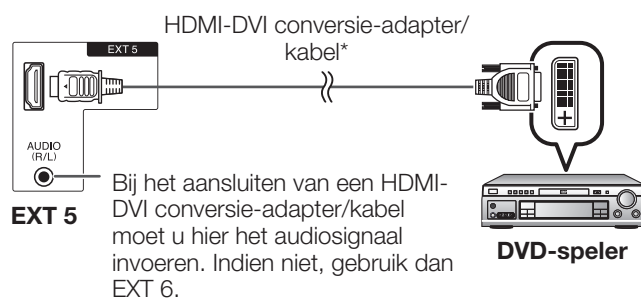 HDMI-DVI conversie-adapter/
kabel*
EXT 5
AUDIO
(R/L)
EXT 5
Bij het aansluiten van een HDMI-
DVI conversie-adapter/kabel
moet u hier het audiosignaal
invoeren. Indien niet, gebruik dan
EXT 6.
DVD-speler